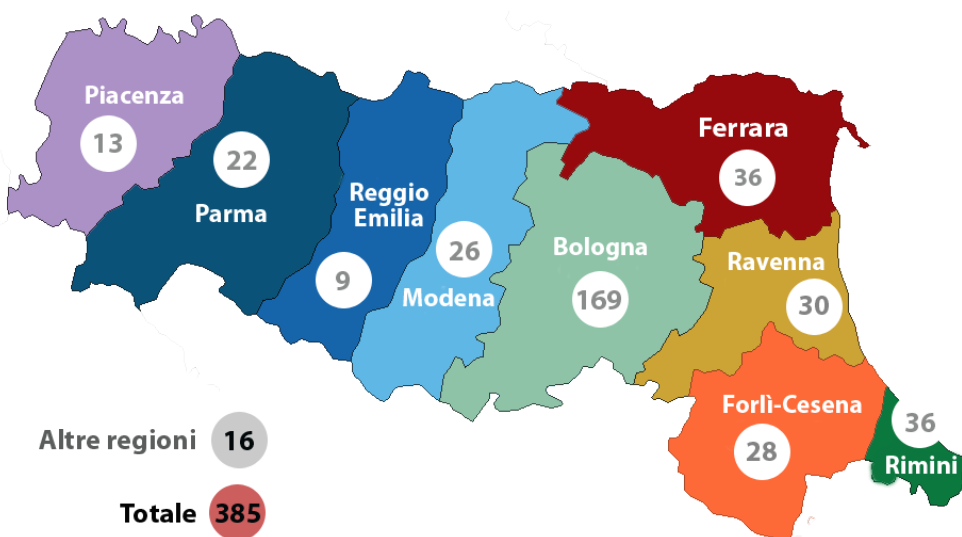 Piacenza
13
22
Parma
Reggio
Emilia
9
26
Modena
Bologna
169
Ferrara
36
Ravenna
30
Forlì-Cesena
28
36
Rimini
Altre regioni 16
Totale 385